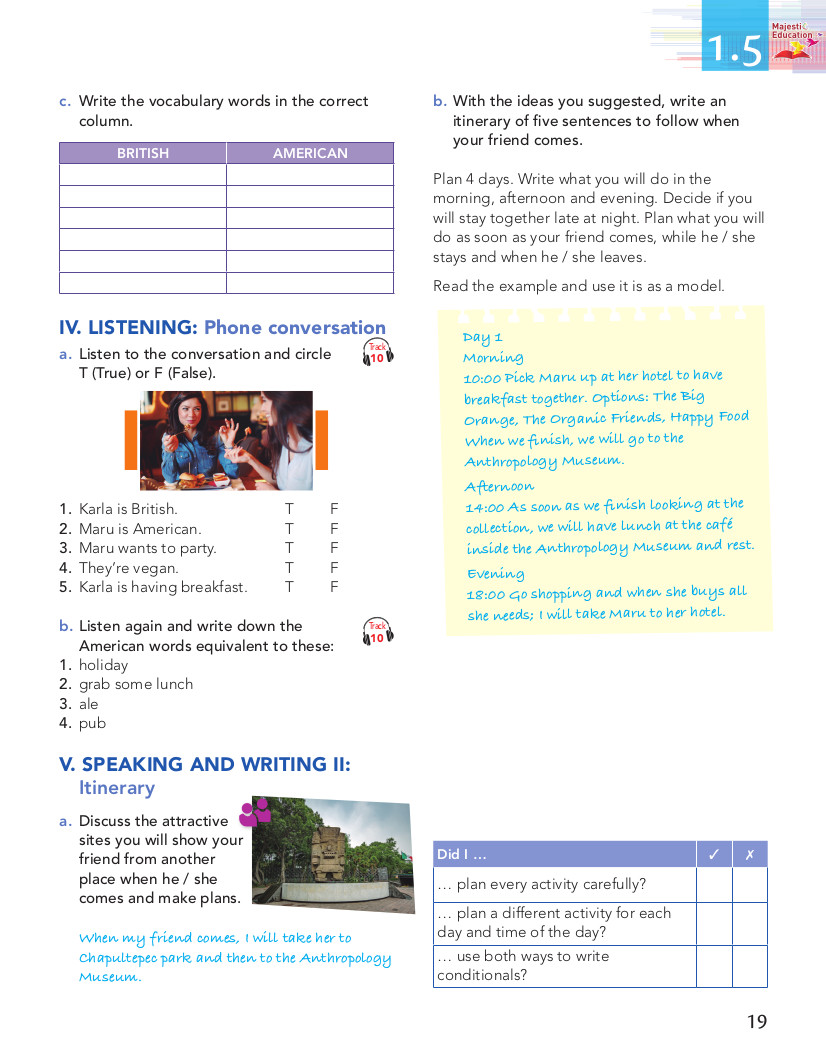 1.5
Majesti
Education
c. Write the vocabulary words in the correct
column.
BRITISH AMERICAN
IV. LISTENING: Phone conversation
a. Listen to the conversation and circle
T (True) or F (False).
Track
10
1. Karla is British. T F
2. Maru is American. T F
3. Maru wants to party. T F
4. They're vegan. T F
5. Karla is having breakfast. T F
b. Listen again and write down the
American words equivalent to these:
Track
10
1. holiday
2. grab some lunch
3. ale
4. pub
V. SPEAKING AND WRITING II:
Itinerary
a. Discuss the attractive
sites you will show your
friend from another
place when he / she
comes and make plans.
When my friend comes, I will take her to
Chapultepec park and then to the Anthropology
Museum.
b. With the ideas you suggested, write an
itinerary of five sentences to follow when
your friend comes.
Plan 4 days. Write what you will do in the
morning, afternoon and evening. Decide if you
will stay together late at night. Plan what you will
do as soon as your friend comes, while he / she
stays and when he / she leaves.
Read the example and use it is as a model.
Day 1
Morning
10:00 Pick Maru up at her hotel to have
breakfast together. Options: The Big
Orange, The Organic Friends, Happy Food
When we finish, we will go to the
Anthropology Museum.
Afternoon
14:00 As soon as we finish looking at the
collection, we will have lunch at the café
inside the Anthropology Museum and rest.
Evening
18:00 Go shopping and when she buys all
she needs; I will take Maru to her hotel.
Did I ... ✓ ✗
... plan every activity carefully?
... plan a different activity for each
day and time of the day?
... use both ways to write
conditionals?
19